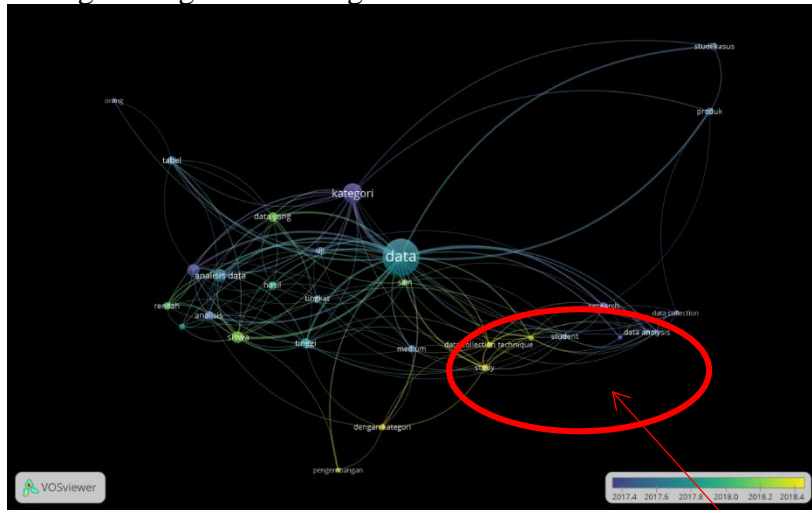 studi kasus
orang
produk
tabel
kategori
data yang
uji
data
analisis data
hasil
sain
tingkat
rendah
analisis
research
data collection
siswa
tinggi
medium
data collection technique
student
data analysis
study
dengan kategori
pengembangan
VOSviewer
2017.4 2017.6 2017.8 2018.0 2018.2 2018.4